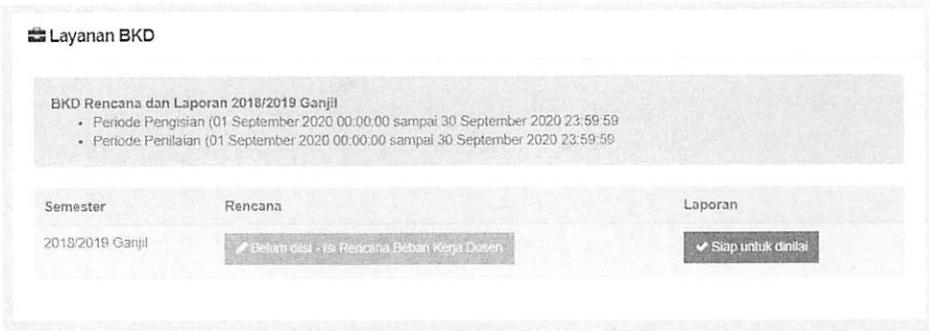 Layanan BKD
BKD Rencana dan Laporan 2018/2019 Ganjil
• Periode Pengisian (01 September 2020 00:00:00 sampai 30 September 2020 23:59:59
• Periode Penilaian (01 September 2020 00:00:00 sampai 30 September 2020 23:59:59
Semester Rencana Laporan
2018/2019 Ganjil Belum diisi - Isi Rencana Beban Kerja Dosen Siap untuk dinilai